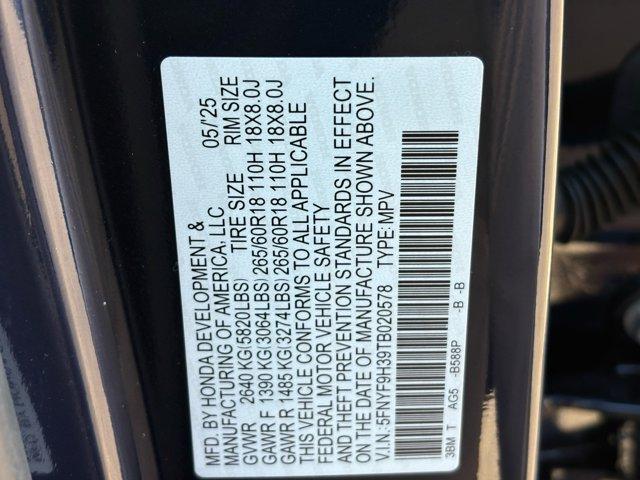 MFD. BY HONDA DEVELOPMENT &
MANUFACTURING OF AMERICA, LLC 05/'25
TIRE SIZE RIM SIZE
GVWR 2640 KG(5820LBS)
GAWR F 1390 KG(3064LBS)265/60R18 110H 18X8.0J
GAWR R 1485 KG(3274LBS)265/60R18 110H 18X8.0J
THIS VEHICLE CONFORMS TO ALL APPLICABLE
FEDERAL MOTOR VEHICLE SAFETY
AND THEFT PREVENTION STANDARDS IN EFFECT
ON THE DATE OF MANUFACTURE SHOWN ABOVE.
V.I.N.:5FNYF9H39TB020578 TYPE:MPV
3BM T AG5 -B588P -B -B